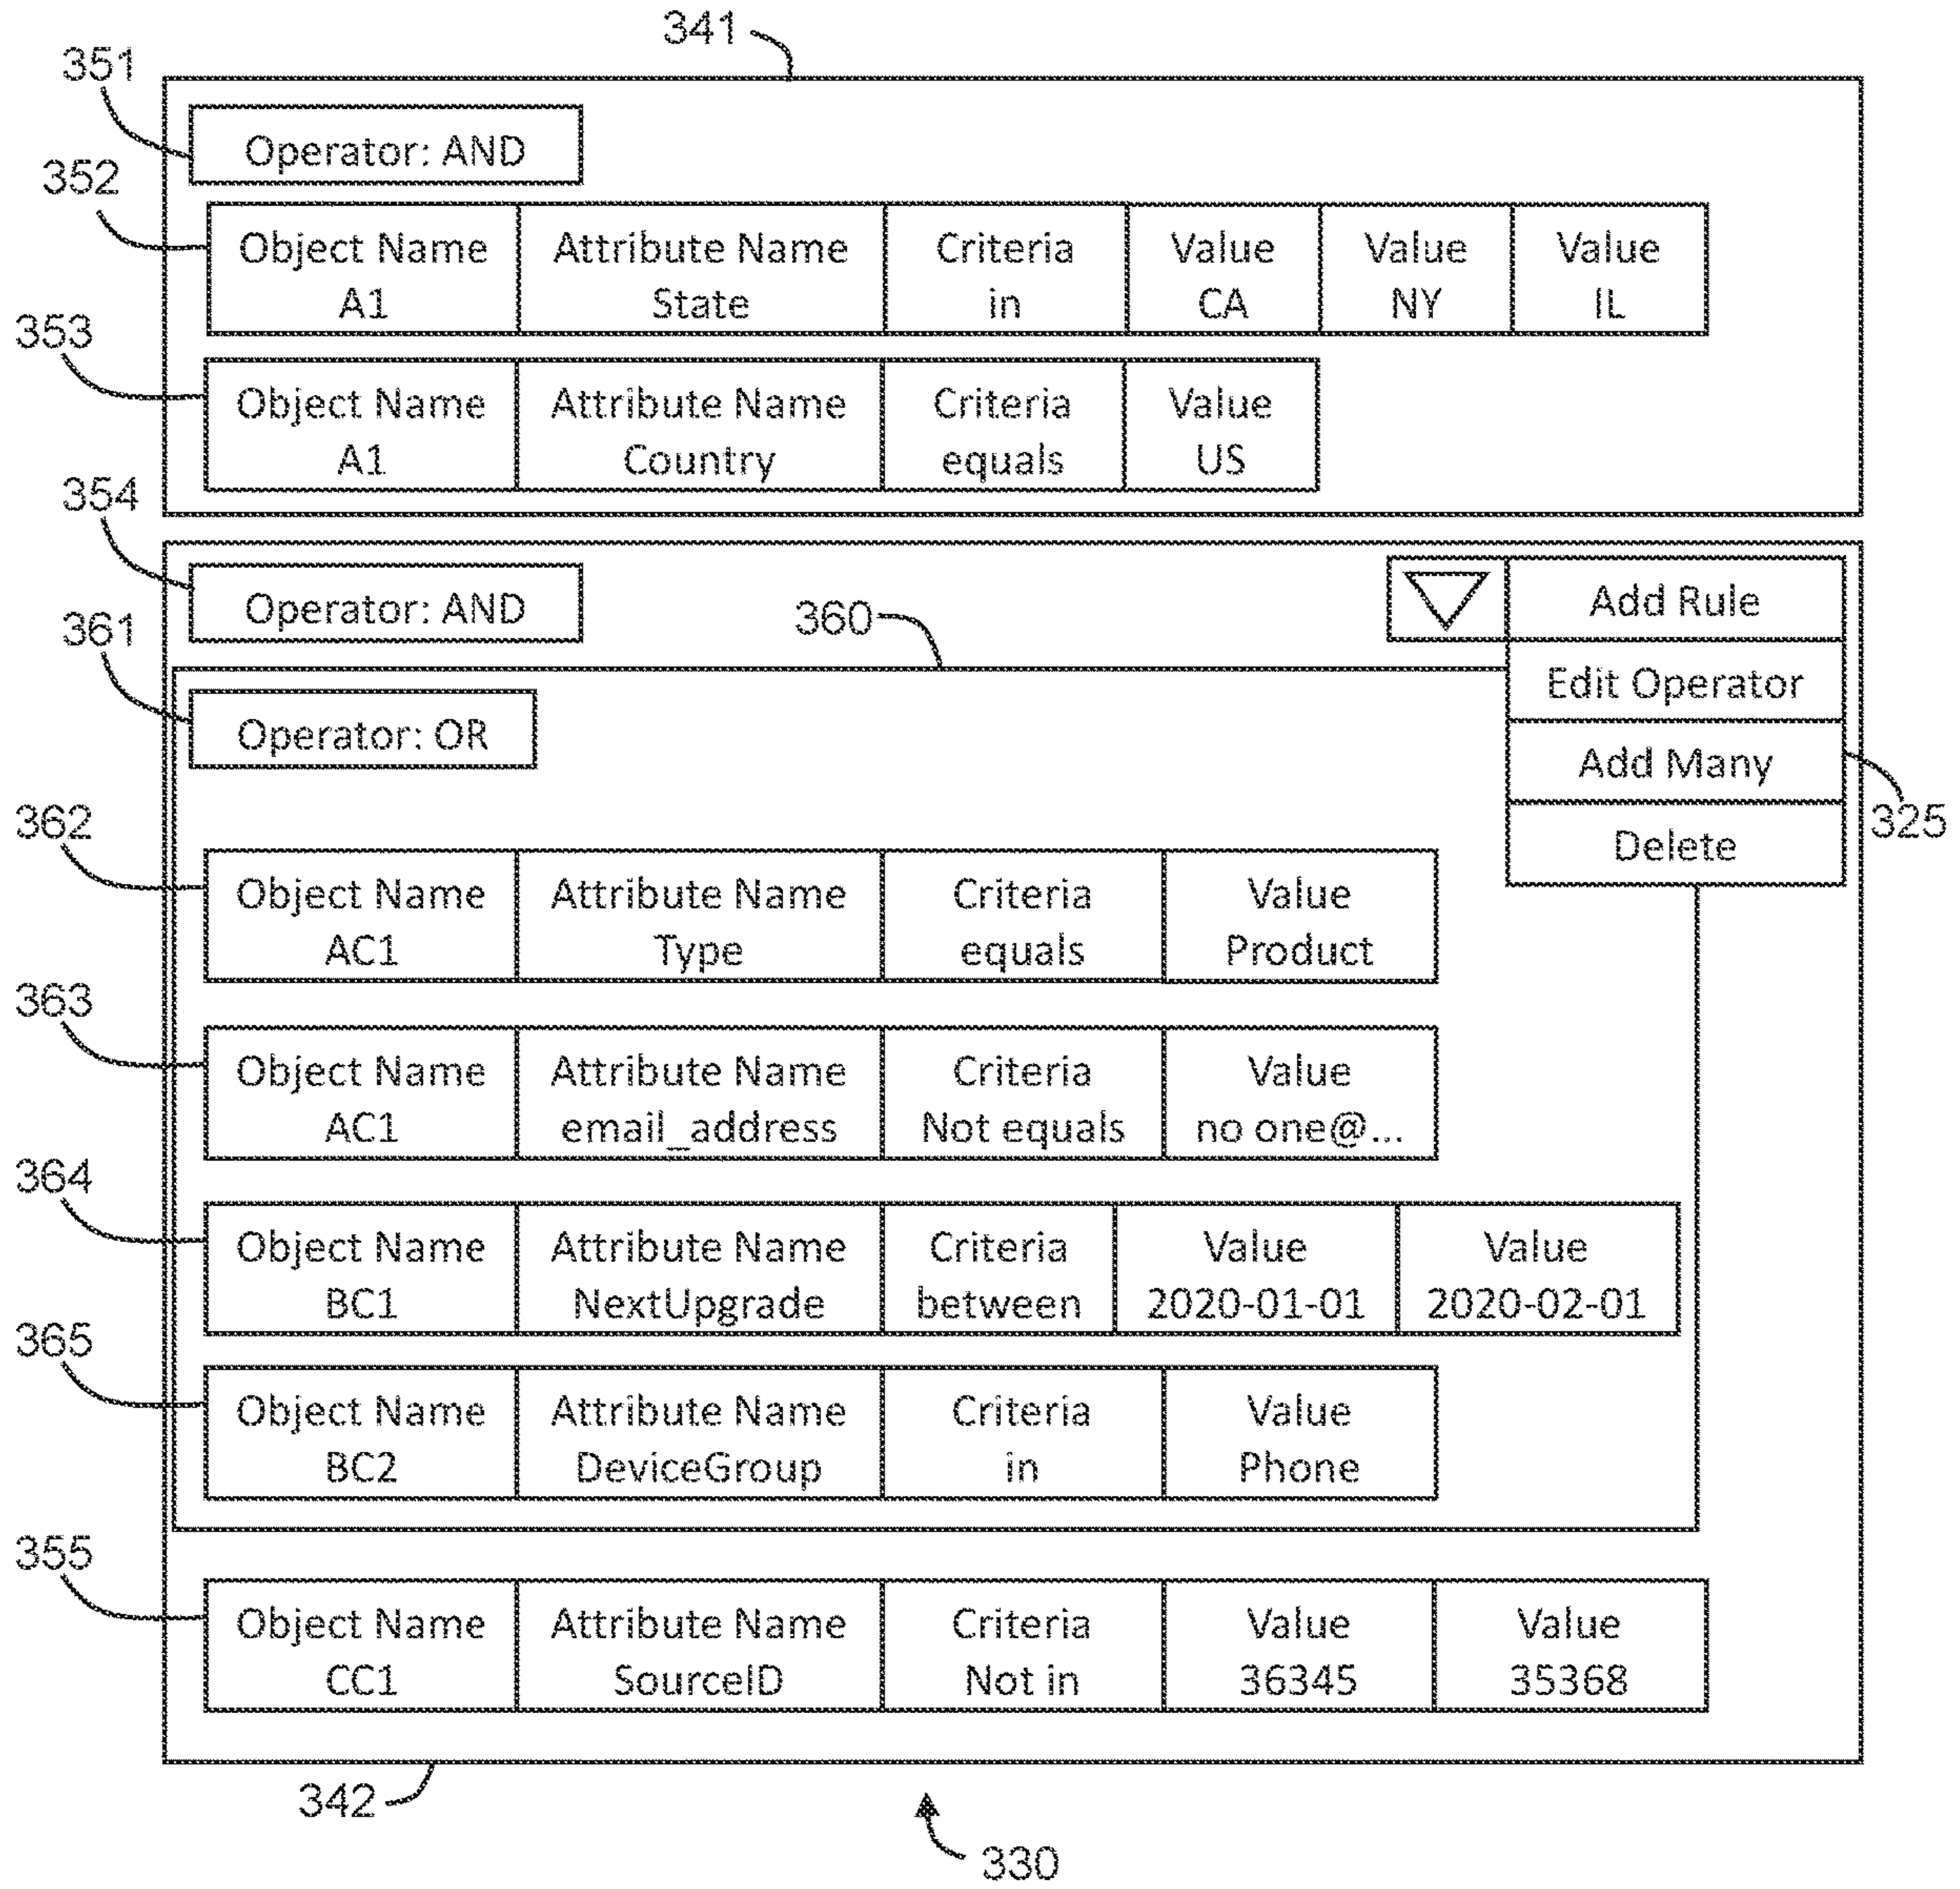 341
351
Operator: AND
352
Object Name Attribute Name Criteria Value Value Value
A1 State in CA NY IL
353
Object Name Attribute Name Criteria Value
A1 Country equals US
354
Operator: AND
Add Rule
361
360
Edit Operator
Operator: OR
Add Many
325
Delete
362
Object Name Attribute Name Criteria Value
AC1 Type equals Product
363
Object Name Attribute Name Criteria Value
AC1 email_address Not equals no one@...
364
Object Name Attribute Name Criteria Value Value
BC1 NextUpgrade between 2020-01-01 2020-02-01
365
Object Name Attribute Name Criteria Value
BC2 DeviceGroup in Phone
355
Object Name Attribute Name Criteria Value Value
CC1 SourceID Not in 36345 35368
342
330